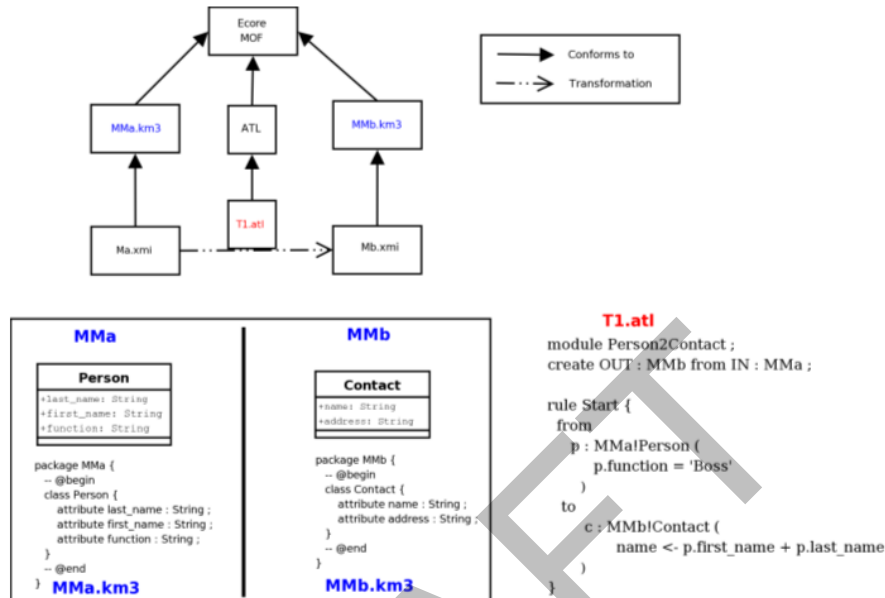 Ecore
MOF
Conforms to
Transformation
MMa.km3
ATL
MMb.km3
T1.atl
Ma.xmi
Mb.xmi
MMa
Person
+last_name: String
+first_name: String
+function: String
package MMa {
-- @begin
class Person {
attribute last_name : String ;
attribute first_name : String ;
attribute function : String ;
}
-- @end
}
MMa.km3
MMb
Contact
+name: String
+address: String
package MMb {
-- @begin
class Contact {
attribute name : String ;
attribute address : String ;
}
-- @end
}
MMb.km3
T1.atl
module Person2Contact ;
create OUT : MMb from IN : MMa ;
rule Start {
from
p : MMa!Person (
p.function = 'Boss'
)
to
c : MMb!Contact (
name <- p.first_name + p.last_name
)
}